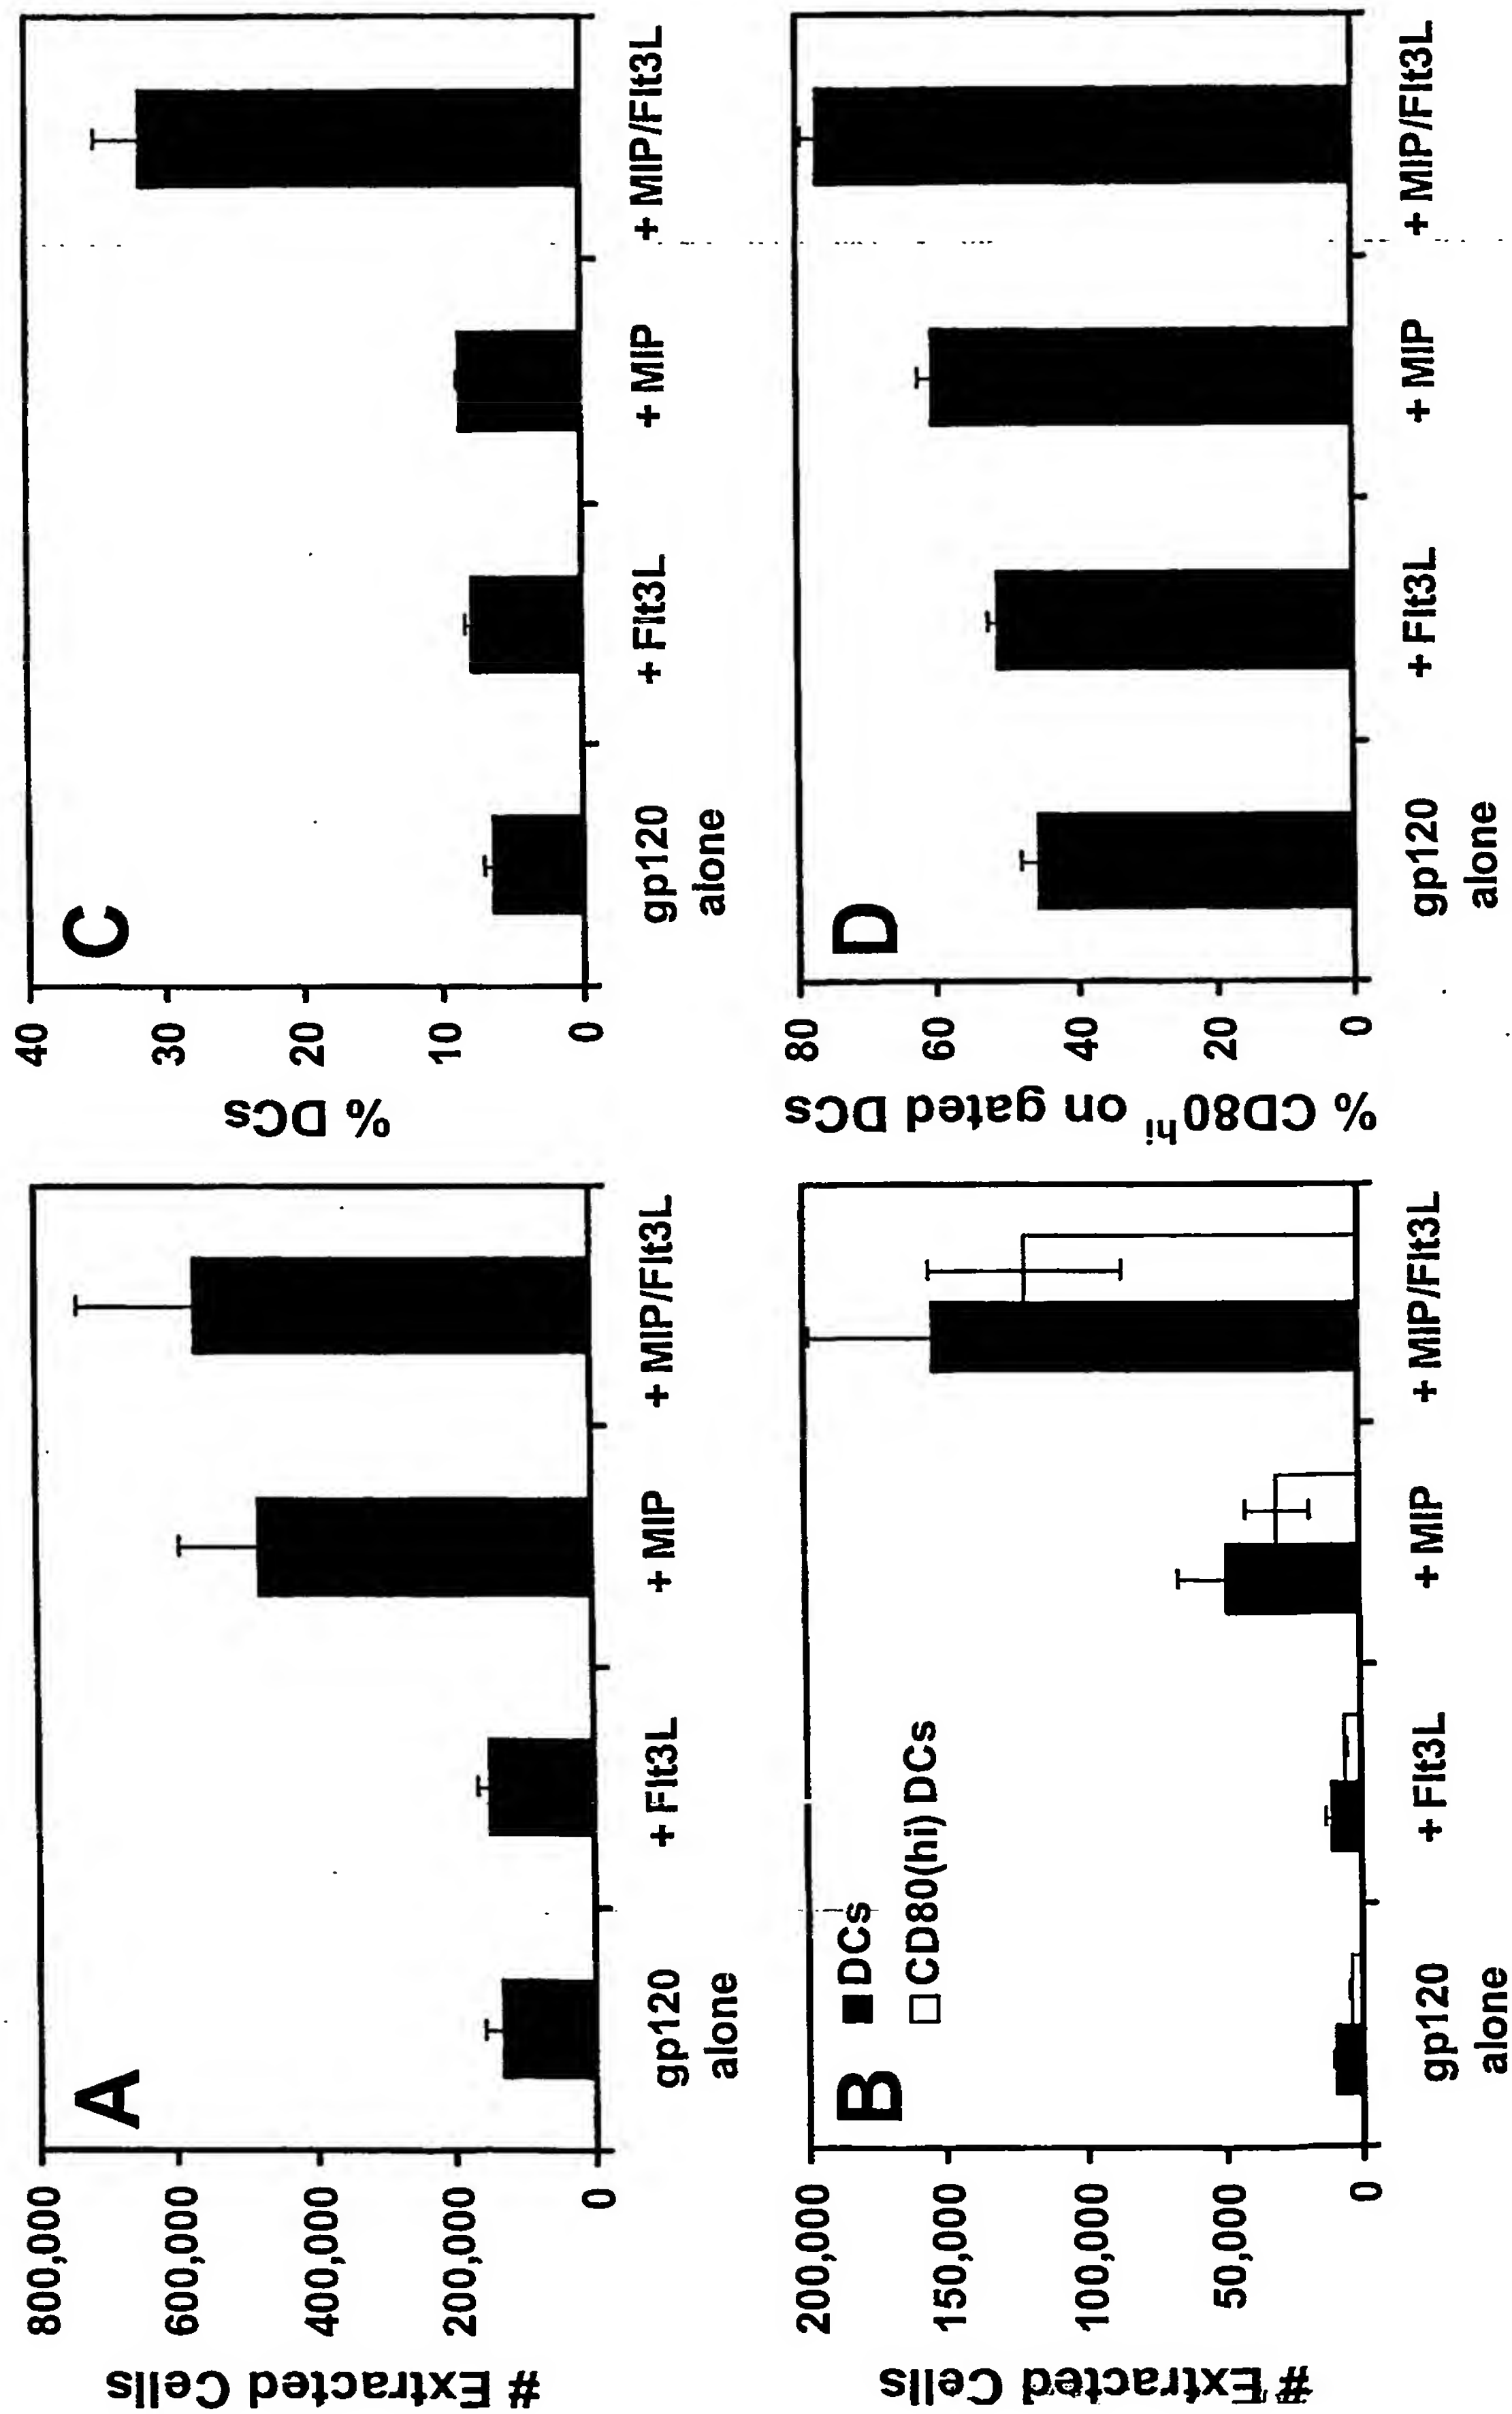 A
800,000
600,000
400,000
200,000
0
# Extracted Cells
gp120
alone
+ Flt3L
+ MIP
+ MIP/Flt3L
B
DCs
CD80(hi) DCs
200,000
150,000
100,000
50,000
0
# Extracted Cells
gp120
alone
+ Flt3L
+ MIP
+ MIP/Flt3L
C
40
30
20
10
0
% DCs
gp120
alone
+ Flt3L
+ MIP
+ MIP/Flt3L
D
80
60
40
20
0
% CD80hi on gated DCs
gp120
alone
+ Flt3L
+ MIP
+ MIP/Flt3L